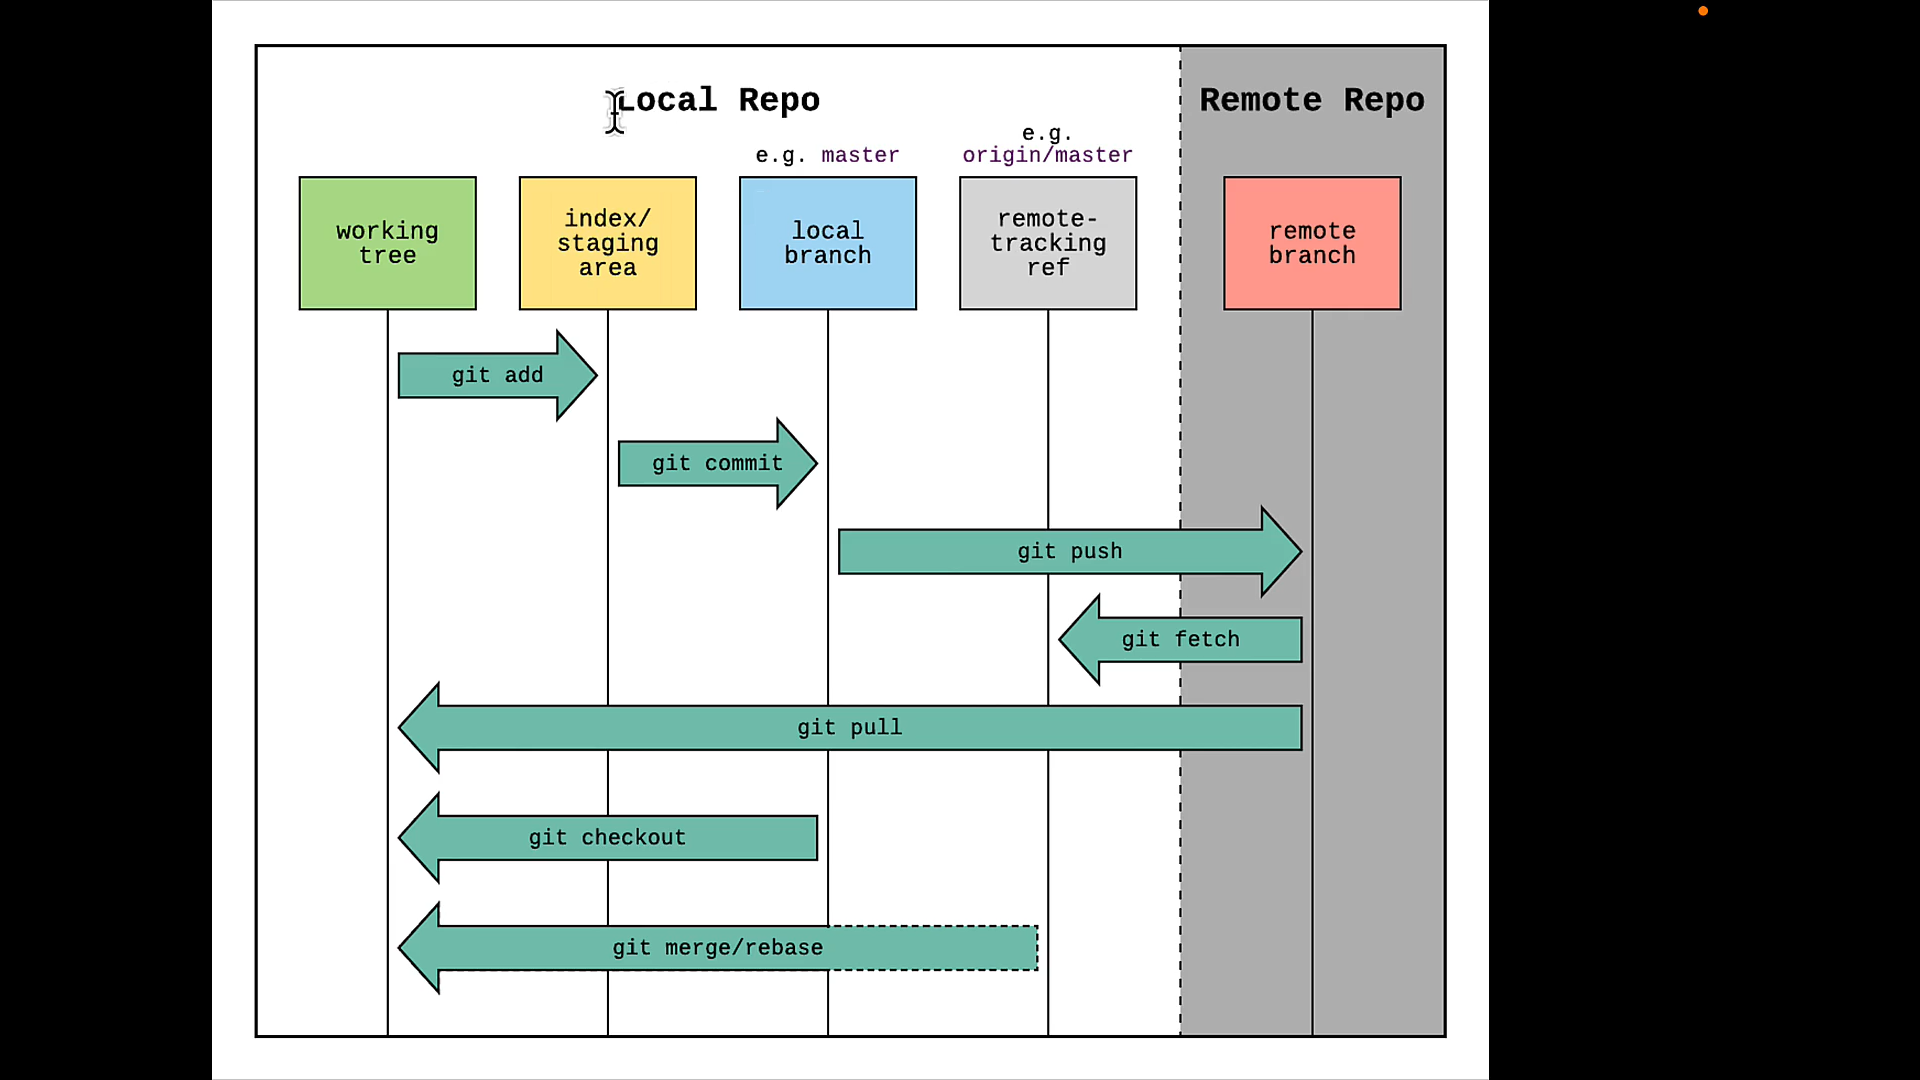 Local Repo
Remote Repo
e.g.
e.g. master
origin/master
working
tree
index/
staging
area
local
branch
remote-
tracking
ref
remote
branch
git add
git commit
git push
git fetch
git pull
git checkout
git merge/rebase